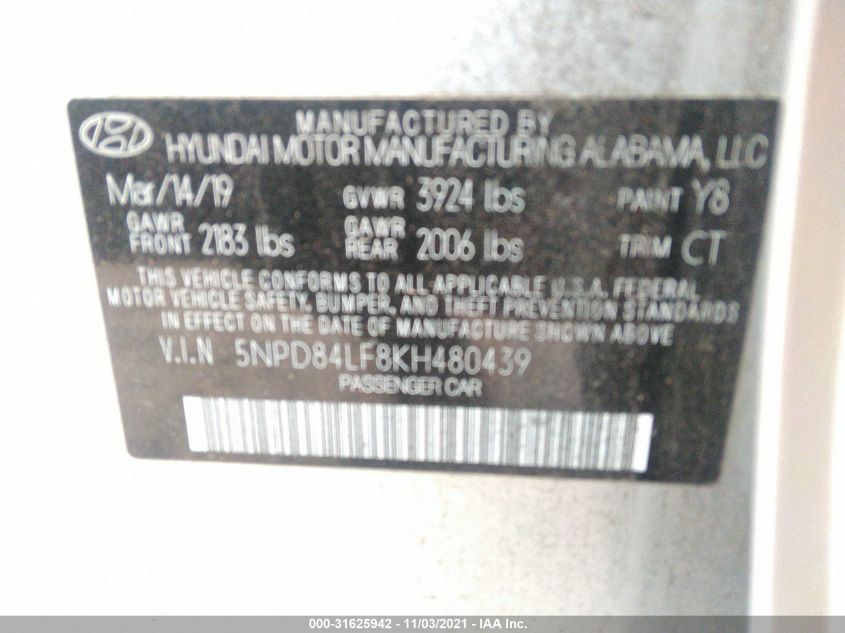 MANUFACTURED BY
HYUNDAI MOTOR MANUFACTURING ALABAMA, LLC
Mar/14/19 GVWR 3924 lbs PAINT Y8
GAWR FRONT 2183 lbs GAWR REAR 2006 lbs TRIM CT
THIS VEHICLE CONFORMS TO ALL APPLICABLE U.S.A. FEDERAL
MOTOR VEHICLE SAFETY, BUMPER, AND THEFT PREVENTION STANDARDS
IN EFFECT ON THE DATE OF MANUFACTURE SHOWN ABOVE
V.I.N 5NPD84LF8KH480439
PASSENGER CAR
000-31625942 - 11/03/2021 - IAA Inc.